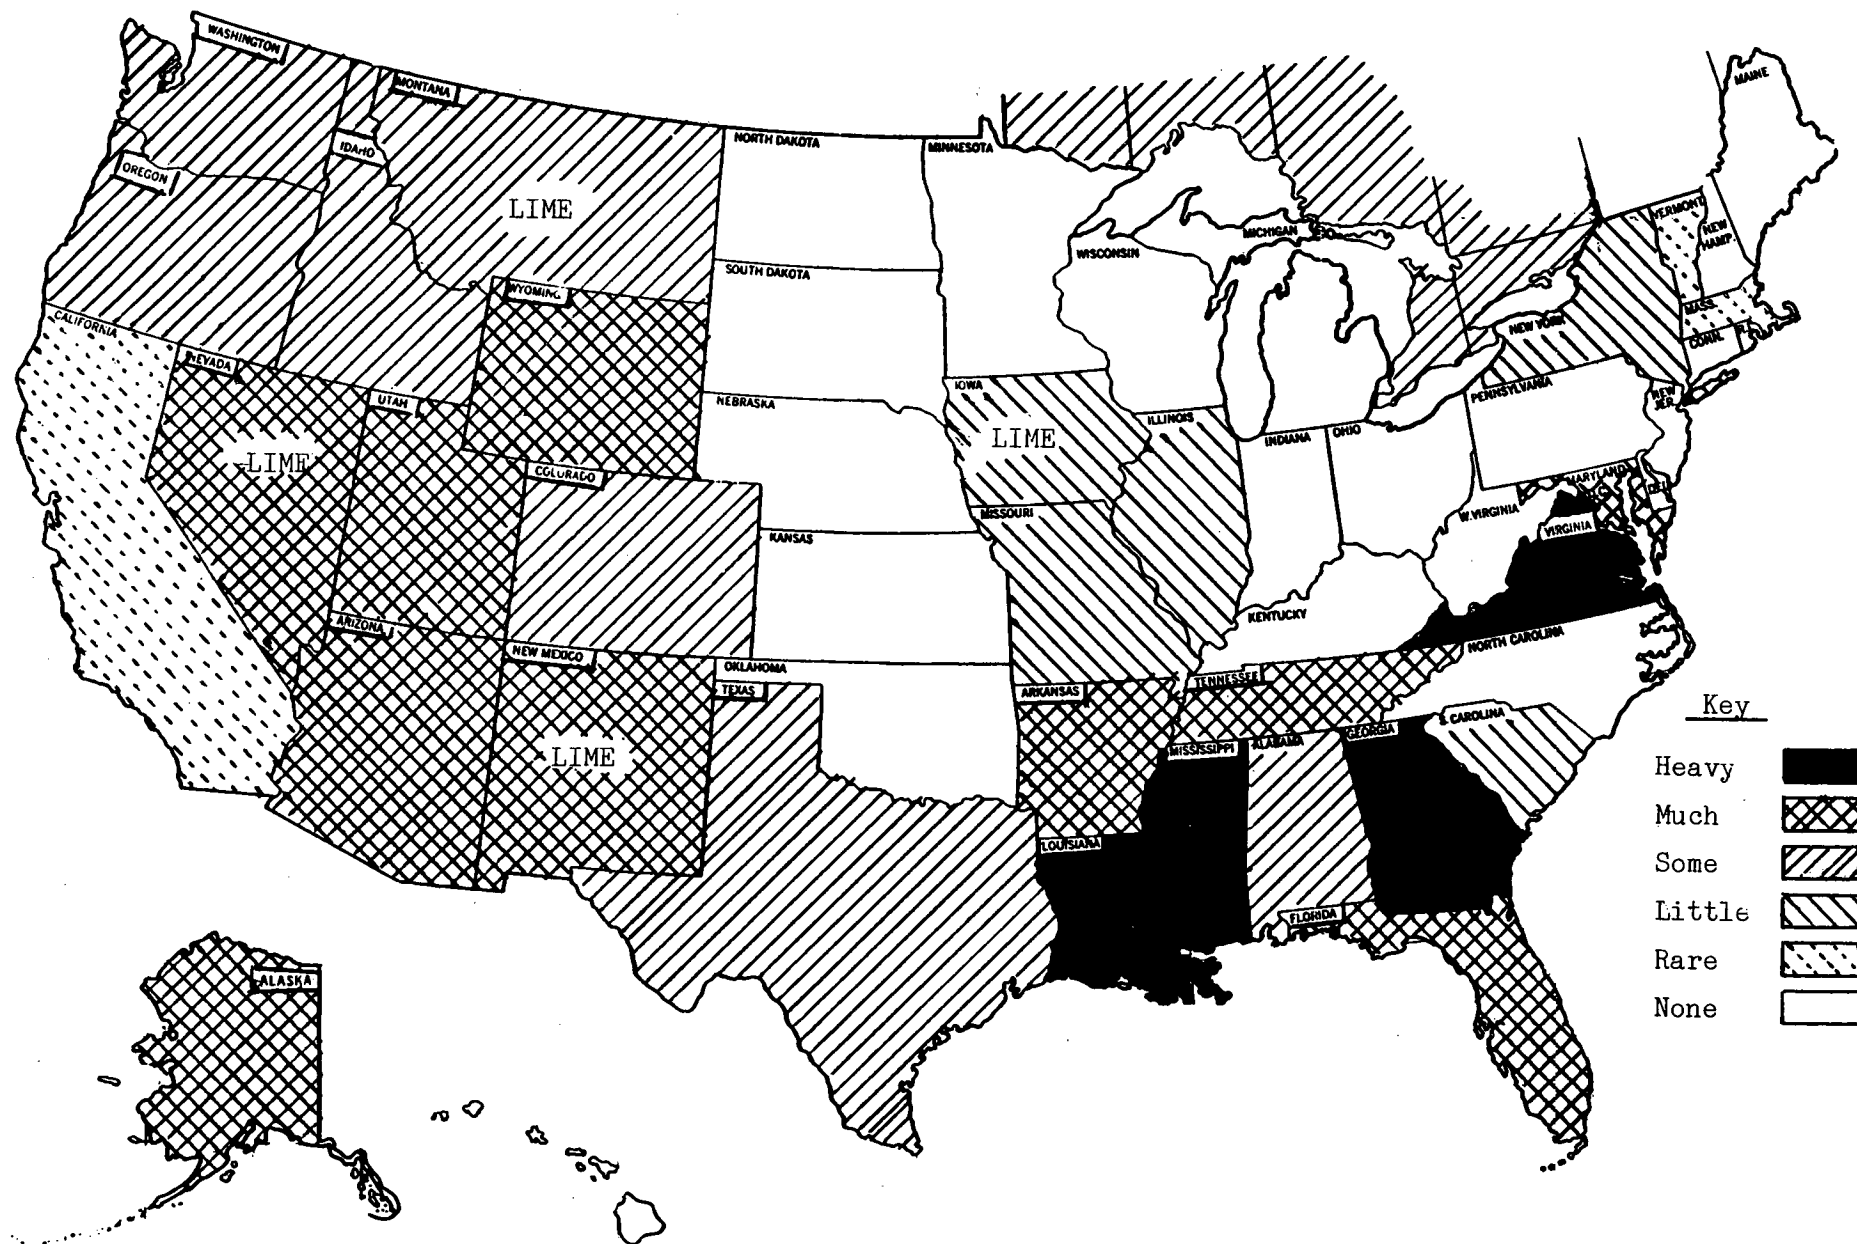 WASHINGTON
MONTANA
IDAHO
OREGON
LIME
NORTH DAKOTA
MINNESOTA
MAINE
VERMONT
NEW
HAMP.
MICHIGAN
WISCONSIN
SOUTH DAKOTA
WYOMING
CALIFORNIA
NEVADA
UTAH
NEBRASKA
IOWA
LIME
ILLINOIS
INDIANA
OHIO
PENNSYLVANIA
NEW YORK
MASS.
CONN.
R.I.
NEW
JER.
LIME
COLORADO
KANSAS
MISSOURI
W. VIRGINIA
VIRGINIA
MARYLAND
DEL.
KENTUCKY
ARIZONA
NEW MEXICO
OKLAHOMA
TEXAS
ARKANSAS
TENNESSEE
NORTH CAROLINA
S. CAROLINA
LIME
MISSISSIPPI
ALABAMA
GEORGIA
LOUISIANA
FLORIDA
ALASKA
Key
Heavy
Much
Some
Little
Rare
None